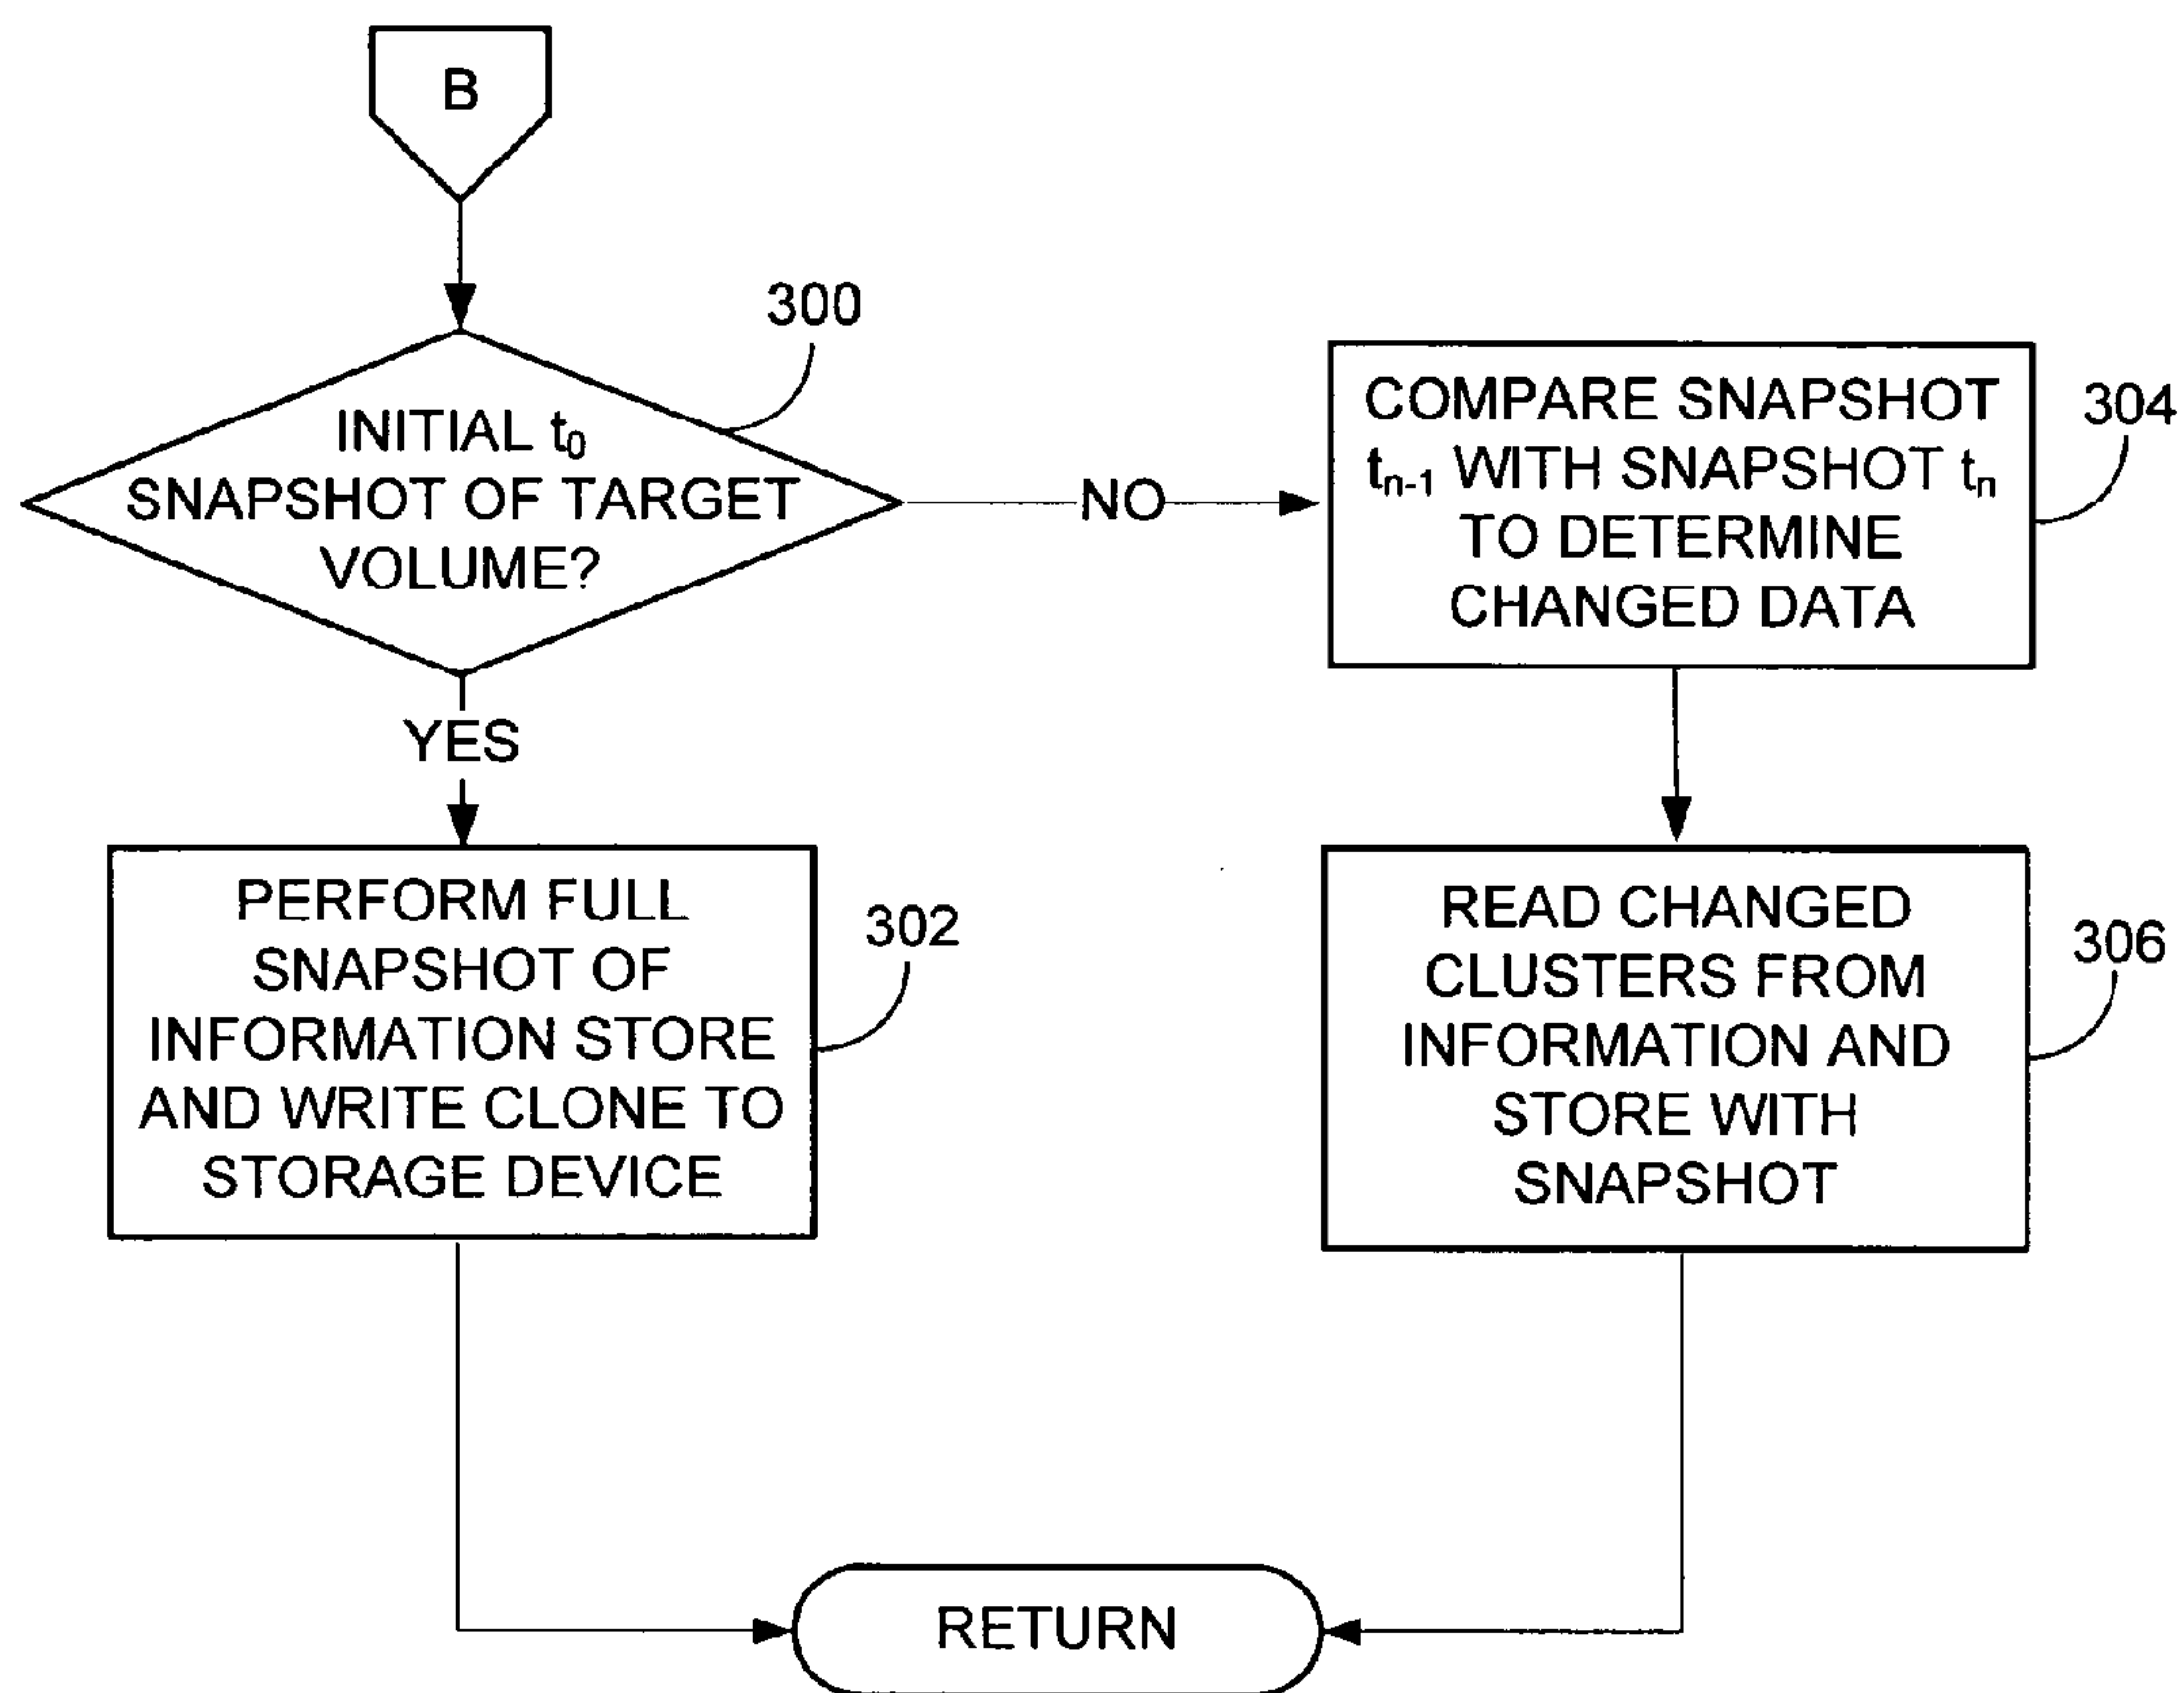 B
300
INITIAL t0
SNAPSHOT OF TARGET
VOLUME?
NO
COMPARE SNAPSHOT
tn-1 WITH SNAPSHOT tn
TO DETERMINE
CHANGED DATA
304
YES
PERFORM FULL
SNAPSHOT OF
INFORMATION STORE
AND WRITE CLONE TO
STORAGE DEVICE
302
READ CHANGED
CLUSTERS FROM
INFORMATION AND
STORE WITH
SNAPSHOT
306
RETURN